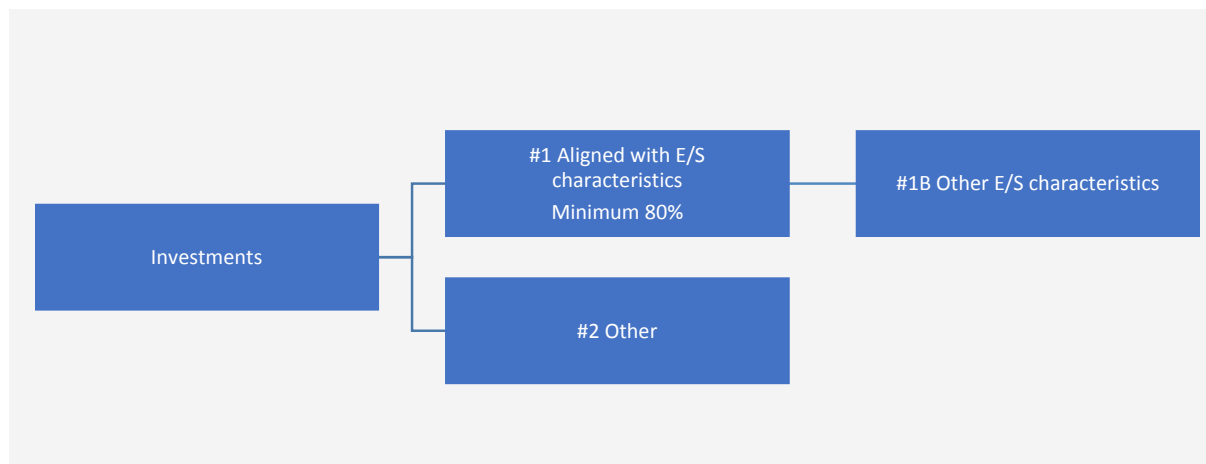 #1 Aligned with E/S
characteristics
Minimum 80%
#1B Other E/S characteristics
Investments
#2 Other